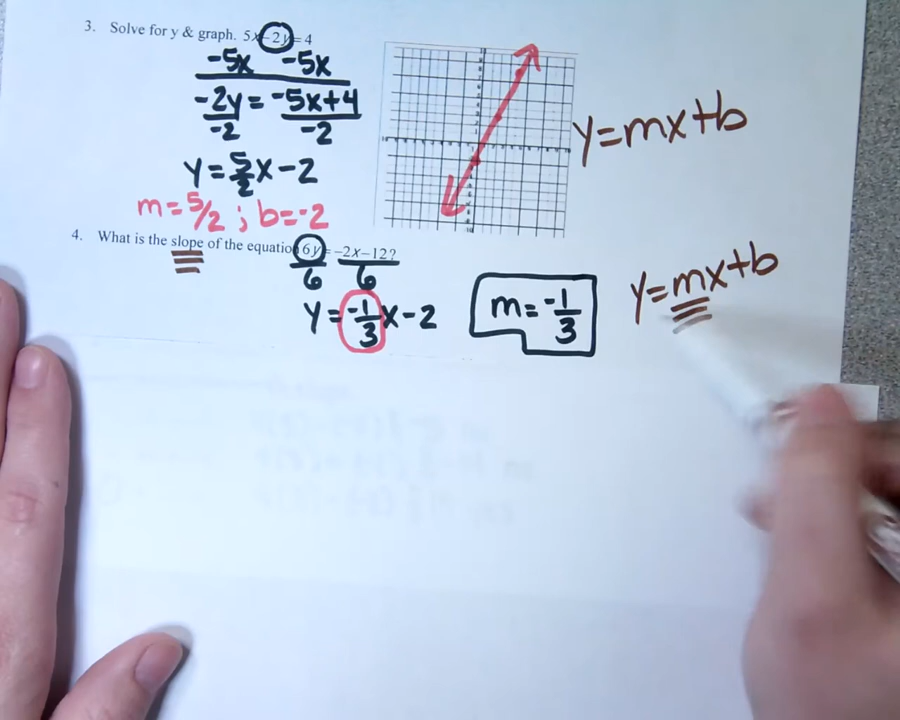 3. Solve for y & graph. 5x-2y=4
-5x -5x
-2y = -5x+4
-2 -2
y = 5/2 x - 2
m = 5/2 ; b = -2
y=mx+b
4. What is the slope of the equation 6y = -2x-12?
6 6
y = -1/3 x - 2
m = -1/3
y = mx+b